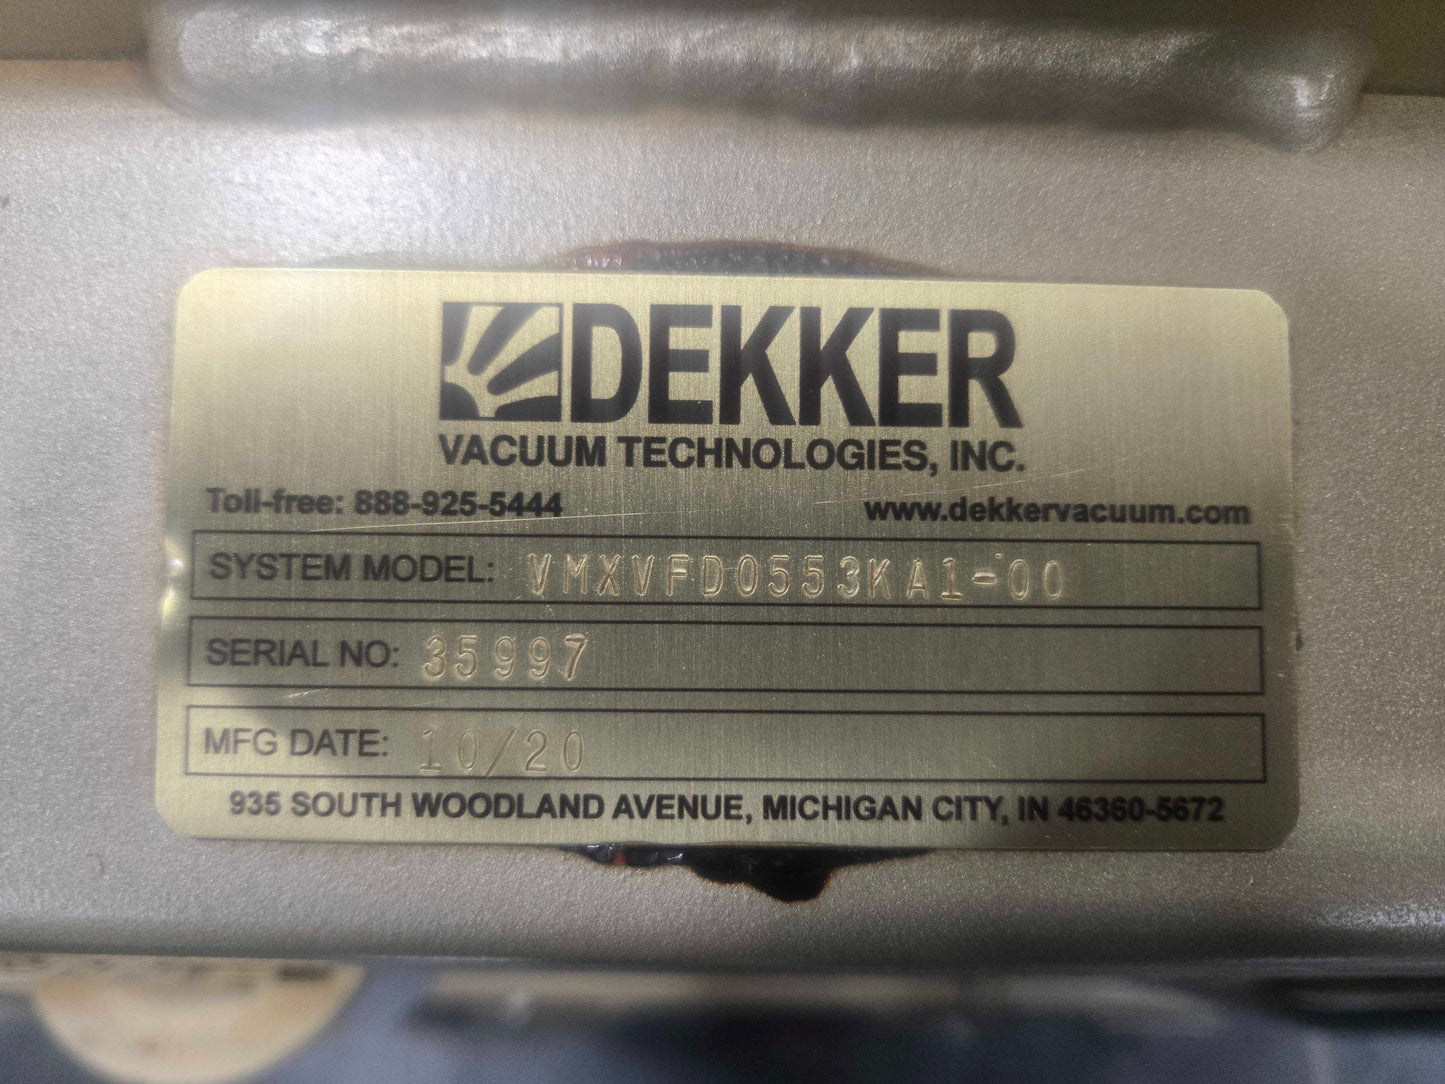 DEKKER
VACUUM TECHNOLOGIES, INC.
Toll-free: 888-925-5444 www.dekkervacuum.com
SYSTEM MODEL: VMXVFD0553KA1-00
SERIAL NO: 35997
MFG DATE: 10/20
935 SOUTH WOODLAND AVENUE, MICHIGAN CITY, IN 46360-5672